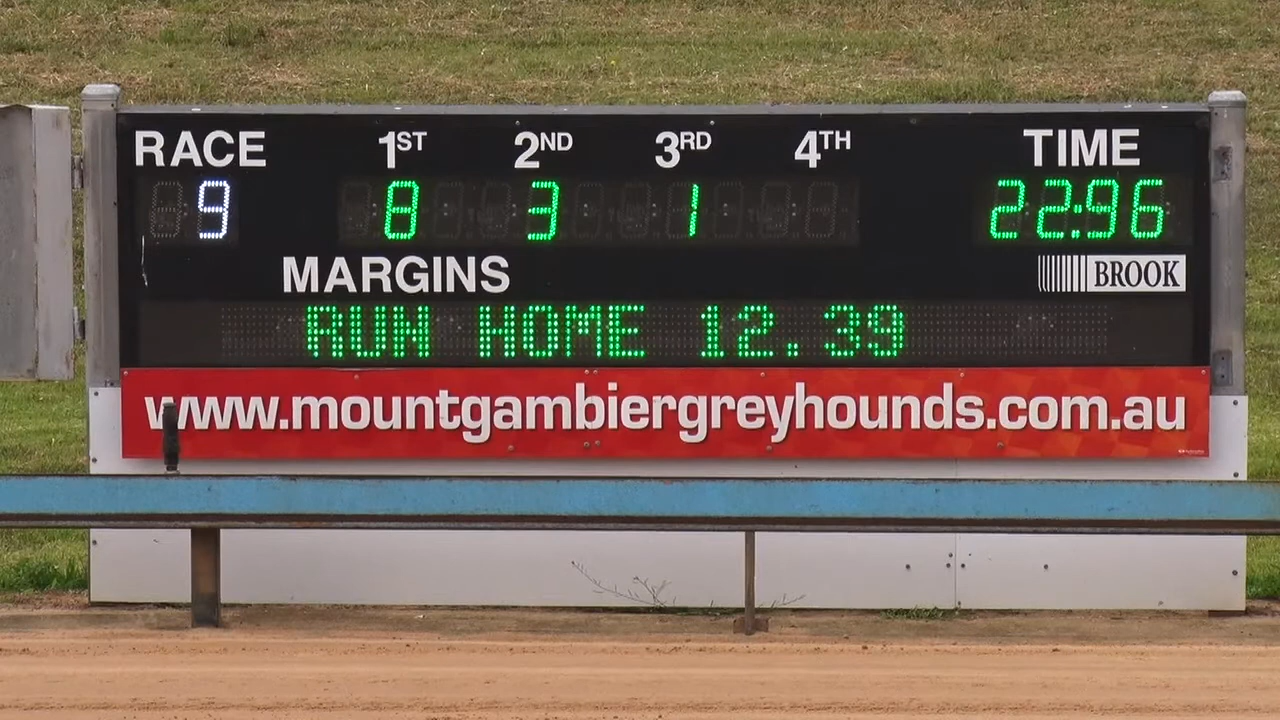 RACE 1ST 2ND 3RD 4TH TIME
9 8 3 1 22:96
MARGINS BROOK
RUN HOME 12.39
www.mountgambiergreyhounds.com.au